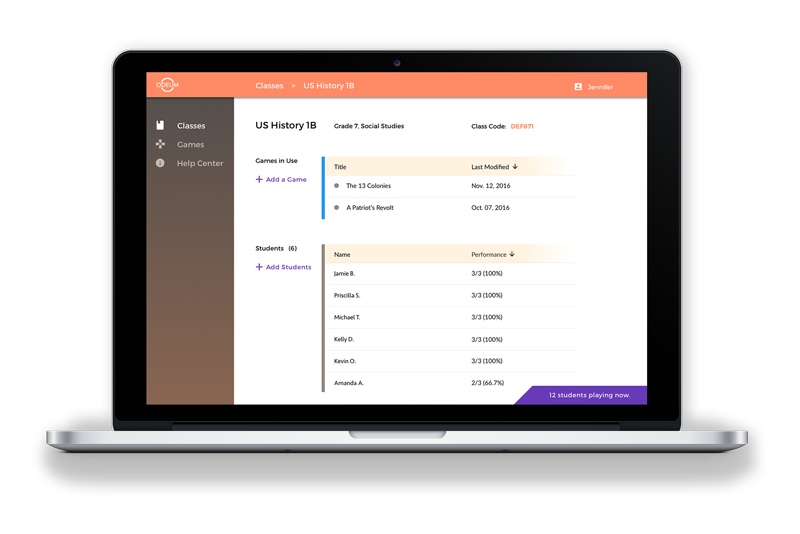 ODEUM
Classes > US History 1B
Jennifer
Classes
Games
Help Center
US History 1B
Grade 7, Social Studies
Class Code: DEF871
Games in Use
+ Add a Game
Title Last Modified ↓
The 13 Colonies Nov. 12, 2016
A Patriot's Revolt Oct. 07, 2016
Students (6)
+ Add Students
Name Performance ↓
Jamie B. 3/3 (100%)
Priscilla S. 3/3 (100%)
Michael T. 3/3 (100%)
Kelly D. 3/3 (100%)
Kevin O. 3/3 (100%)
Amanda A. 2/3 (66.7%)
12 students playing now.